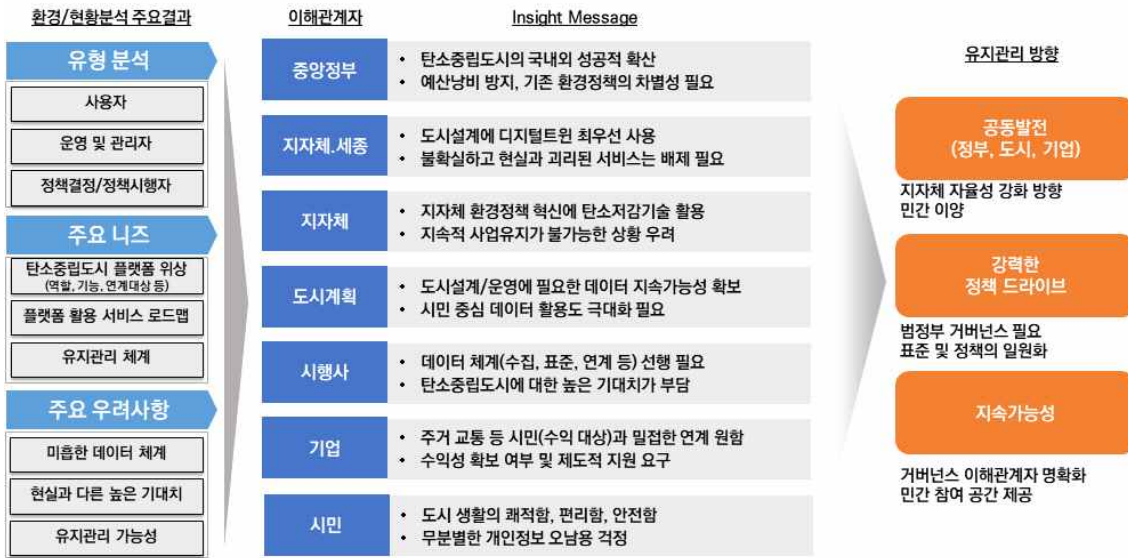 환경/현황분석 주요결과
유형 분석
사용자
운영 및 관리자
정책결정/정책시행자
주요 니즈
탄소중립도시 플랫폼 위상
(역할, 기능, 연계대상 등)
플랫폼 활용 서비스 로드맵
유지관리 체계
주요 우려사항
미흡한 데이터 체계
현실과 다른 높은 기대치
유지관리 가능성
이해관계자
Insight Message
중앙정부
• 탄소중립도시의 국내외 성공적 확산
• 예산낭비 방지, 기존 환경정책의 차별성 필요
지자체.세종
• 도시설계에 디지털트윈 최우선 사용
• 불확실하고 현실과 괴리된 서비스는 배제 필요
지자체
• 지자체 환경정책 혁신에 탄소저감기술 활용
• 지속적 사업유지가 불가능한 상황 우려
도시계획
• 도시설계/운영에 필요한 데이터 지속가능성 확보
• 시민 중심 데이터 활용도 극대화 필요
시행사
• 데이터 체계(수집, 표준, 연계 등) 선행 필요
• 탄소중립도시에 대한 높은 기대치가 부담
기업
• 주거 교통 등 시민(수익 대상)과 밀접한 연계 원함
• 수익성 확보 여부 및 제도적 지원 요구
시민
• 도시 생활의 쾌적함, 편리함, 안전함
• 무분별한 개인정보 오남용 걱정
유지관리 방향
공동발전
(정부, 도시, 기업)
지자체 자율성 강화 방향
민간 이양
강력한
정책 드라이브
범정부 거버넌스 필요
표준 및 정책의 일원화
지속가능성
거버넌스 이해관계자 명확화
민간 참여 공간 제공